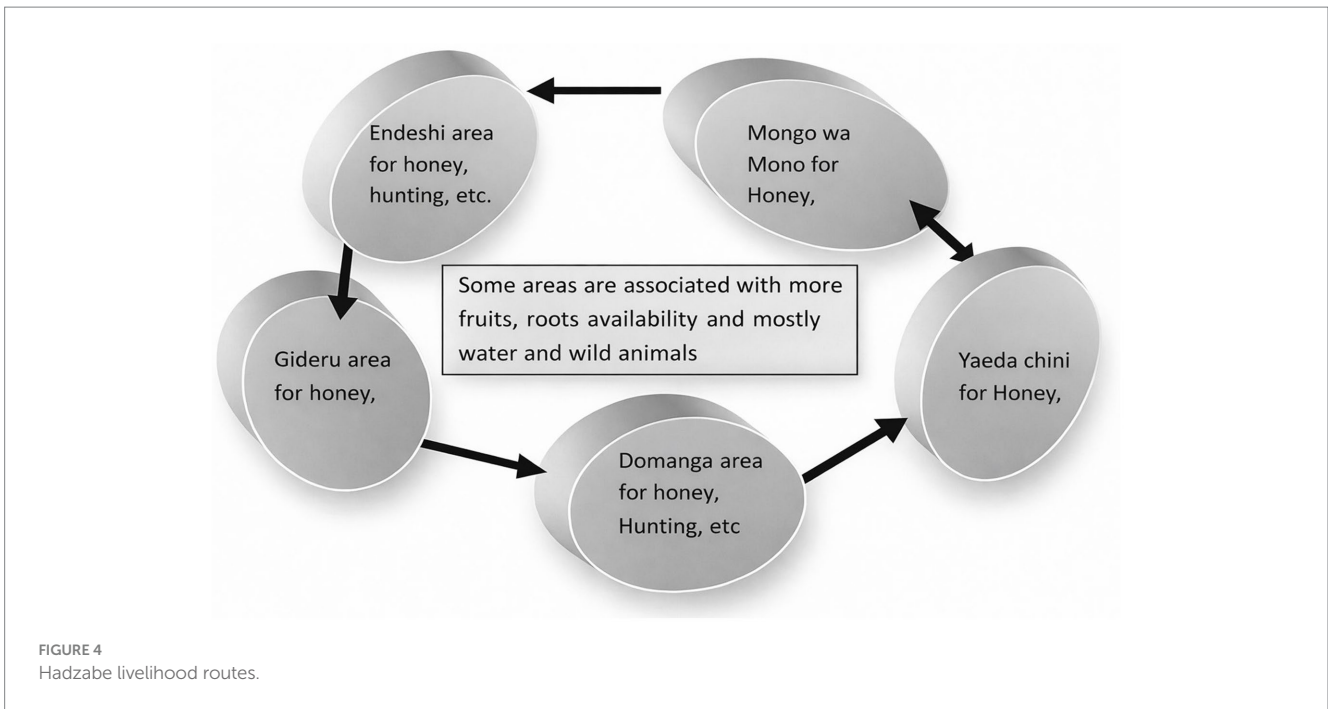 Endeshi area
for honey,
hunting, etc.
Mongo wa
Mono for
Honey,
Some areas are associated with more
fruits, roots availability and mostly
water and wild animals
Gideru area
for honey,
Yaeda chini
for Honey,
Domanga area
for honey,
Hunting, etc
FIGURE 4
Hadzabe livelihood routes.